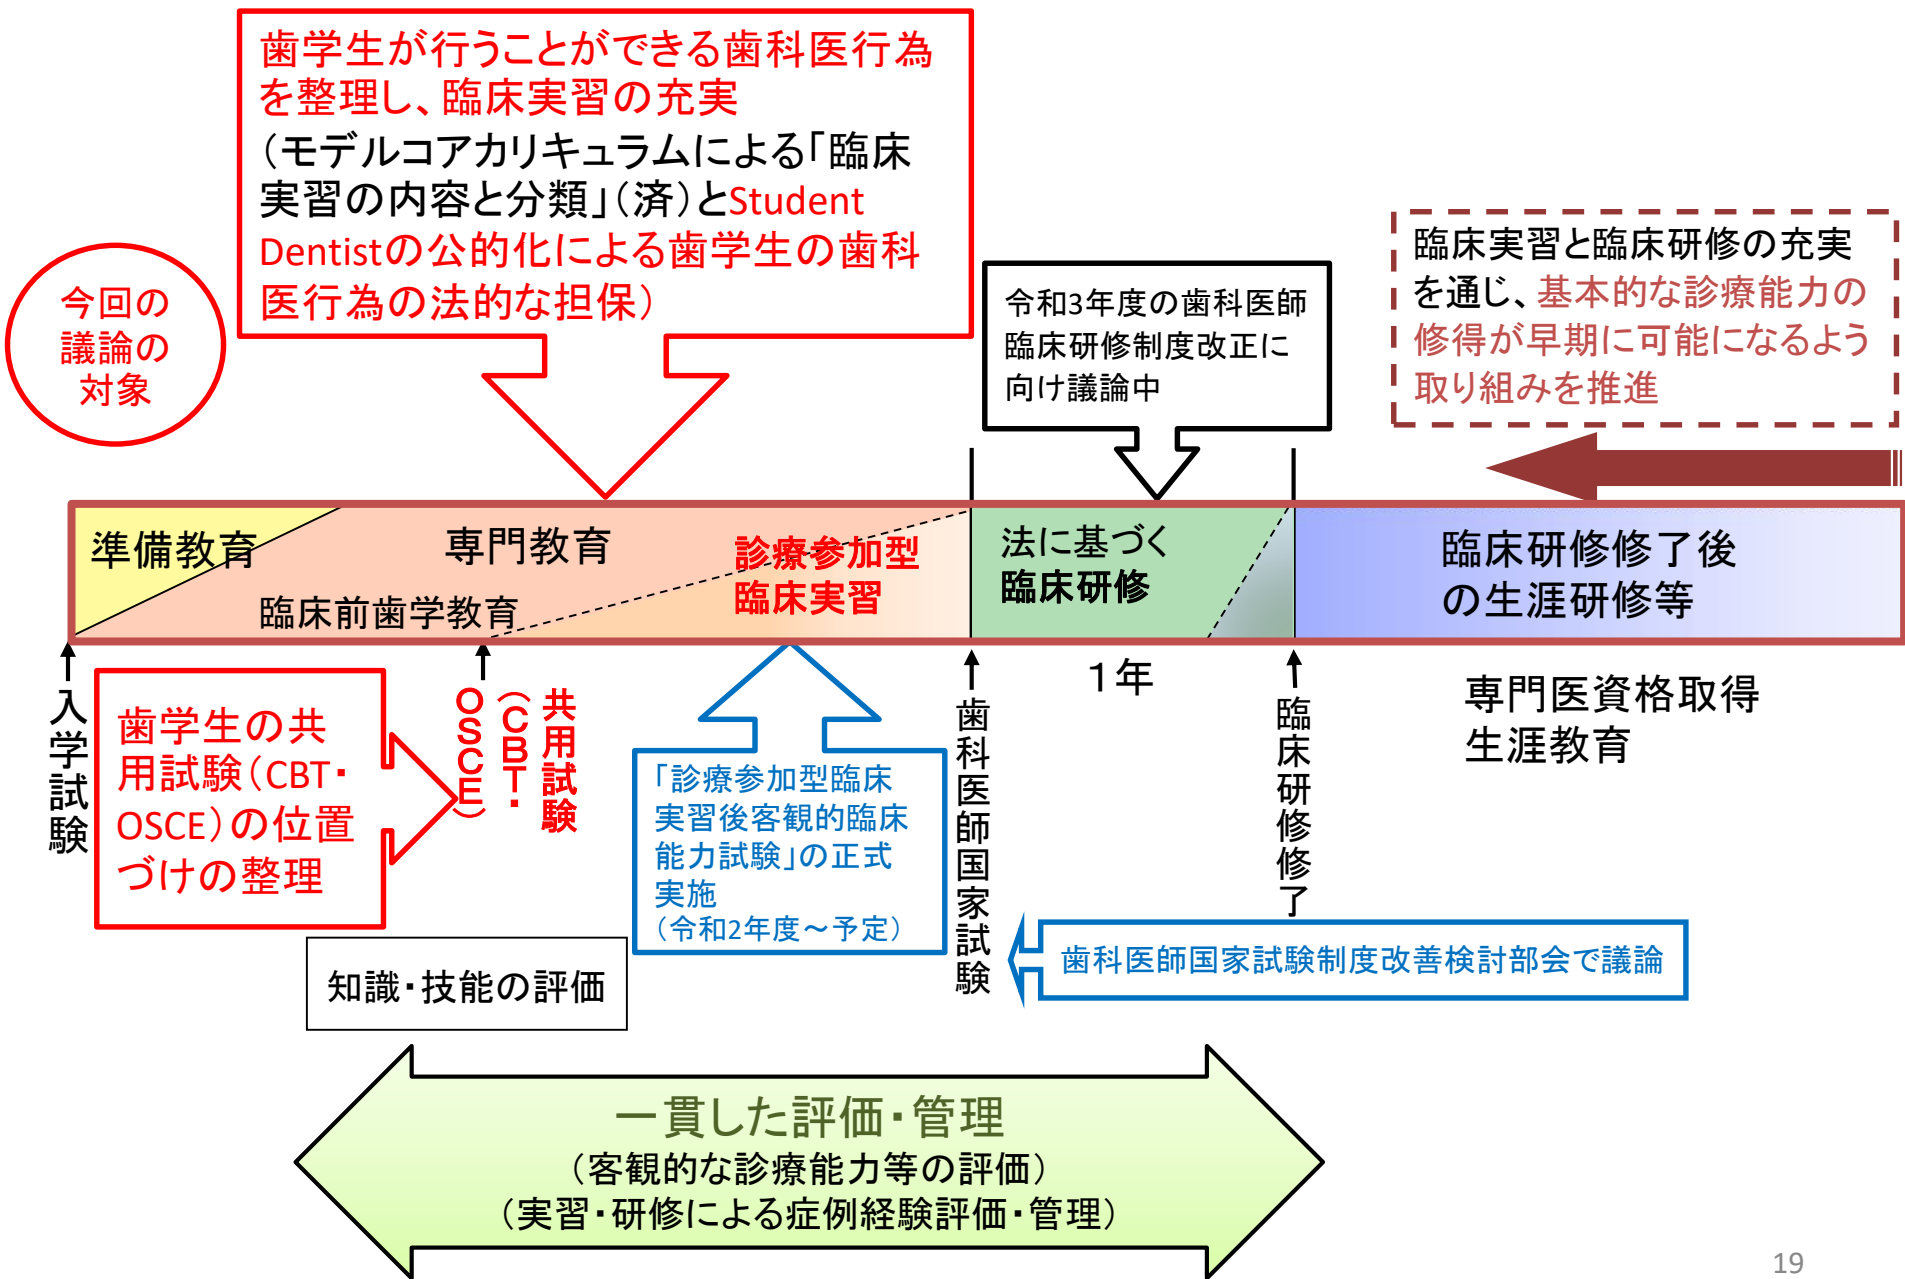 歯学生が行うことができる歯科医行為
を整理し、臨床実習の充実
（モデルコアカリキュラムによる「臨床
実習の内容と分類」（済）とStudent
Dentistの公的化による歯学生の歯科
医行為の法的な担保）
今回の
議論の
対象
令和3年度の歯科医師
臨床研修制度改正に
向け議論中
臨床実習と臨床研修の充実
を通じ、基本的な診療能力の
修得が早期に可能になるよう
取り組みを推進
準備教育
専門教育
臨床前歯学教育
診療参加型
臨床実習
法に基づく
臨床研修
臨床研修修了後
の生涯研修等
入学試験
歯学生の共
用試験（CBT・
OSCE）の位置
づけの整理
共用試験
（CBT・
OSCE）
「診療参加型臨床
実習後客観的臨床
能力試験」の正式
実施
（令和2年度～予定）
歯科医師国家試験
１年
臨床研修修了
専門医資格取得
生涯教育
歯科医師国家試験制度改善検討部会で議論
知識・技能の評価
一貫した評価・管理
（客観的な診療能力等の評価）
（実習・研修による症例経験評価・管理）
19